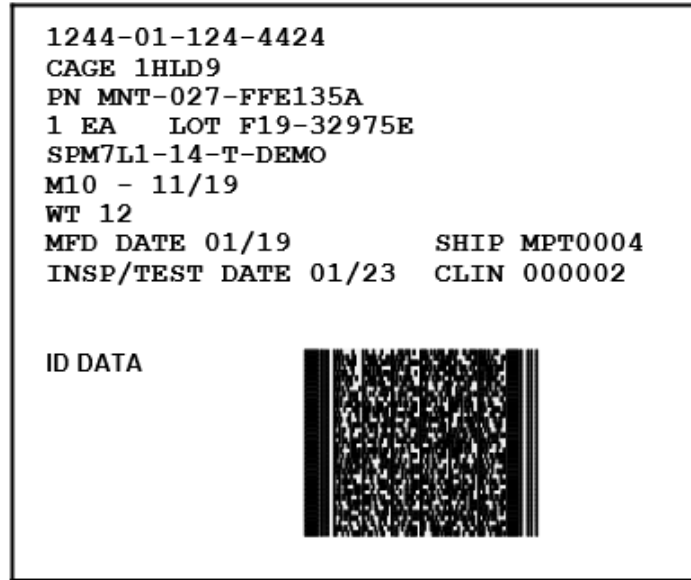 1244-01-124-4424
CAGE 1HLD9
PN MNT-027-FFE135A
1 EA LOT F19-32975E
SPM7L1-14-T-DEMO
M10 - 11/19
WT 12
MFD DATE 01/19 SHIP MPT0004
INSP/TEST DATE 01/23 CLIN 000002
ID DATA